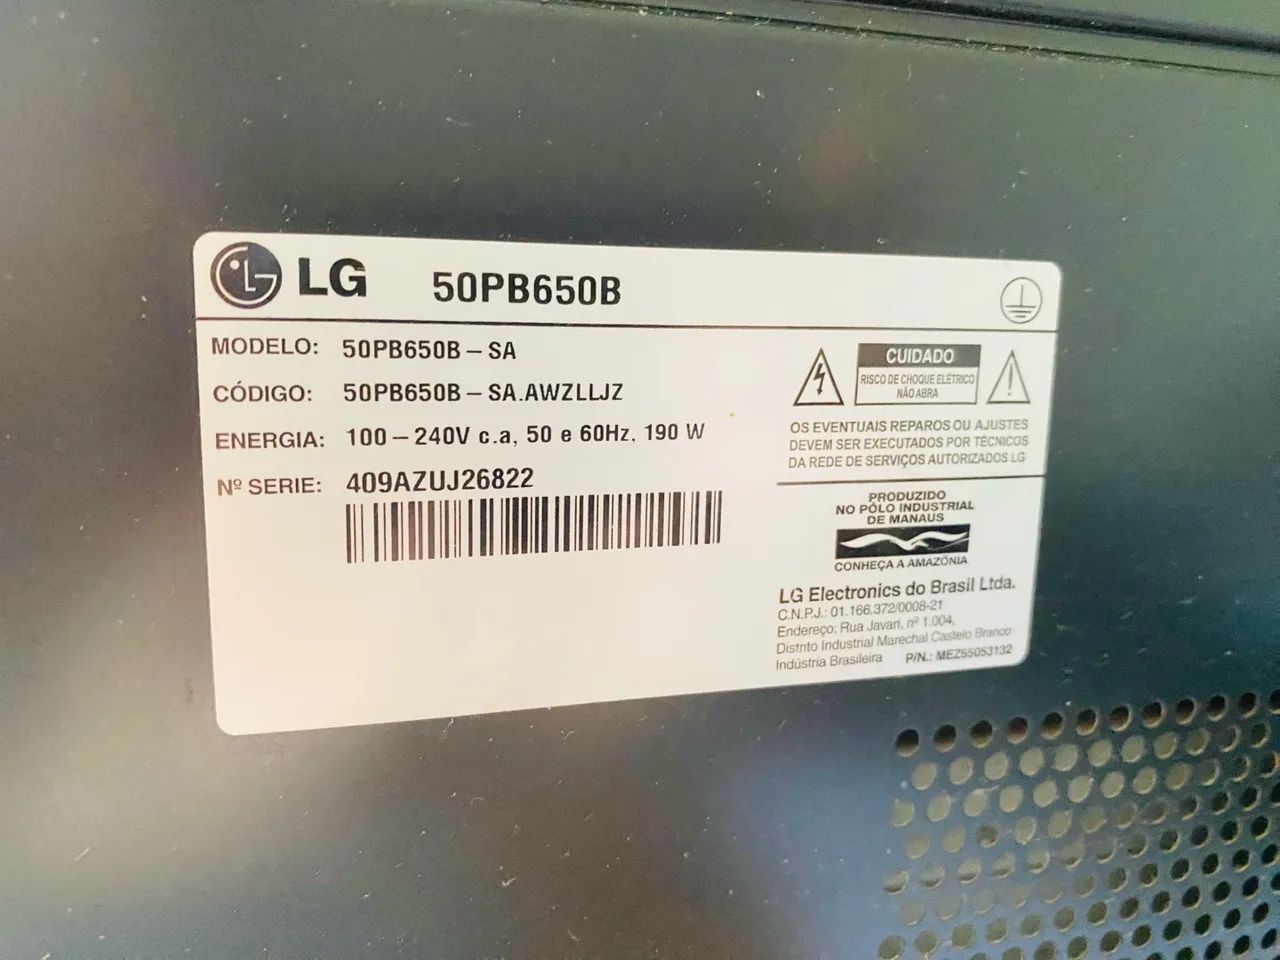 LG 50PB650B
MODELO: 50PB650B-SA
CÓDIGO: 50PB650B-SA.AWZLLJZ
ENERGIA: 100-240V c.a, 50 e 60Hz. 190 W
Nº SERIE: 409AZUJ26822
CUIDADO
RISCO DE CHOQUE ELÉTRICO
NÃO ABRA
OS EVENTUAIS REPAROS OU AJUSTES
DEVEM SER EXECUTADOS POR TÉCNICOS
DA REDE DE SERVIÇOS AUTORIZADOS LG
PRODUZIDO
NO PÓLO INDUSTRIAL
DE MANAUS
CONHEÇA A AMAZÔNIA
LG Electronics do Brasil Ltda.
C.N.P.J.: 01.166.372/0008-21
Endereço: Rua Javari, nº 1.004,
Distrito Industrial Marechal Castelo Branco
Indústria Brasileira P/N.: MEZ65053132